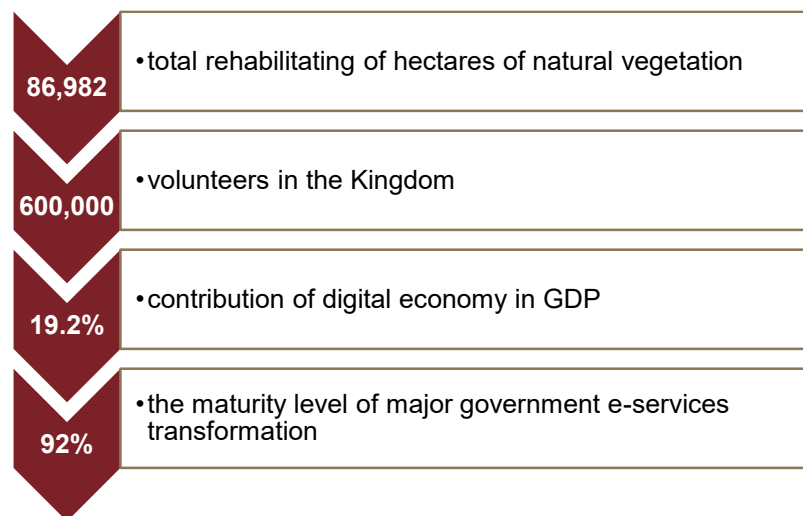 86,982
•total rehabilitating of hectares of natural vegetation
600,000
•volunteers in the Kingdom
19.2%
•contribution of digital economy in GDP
92%
•the maturity level of major government e-services
transformation